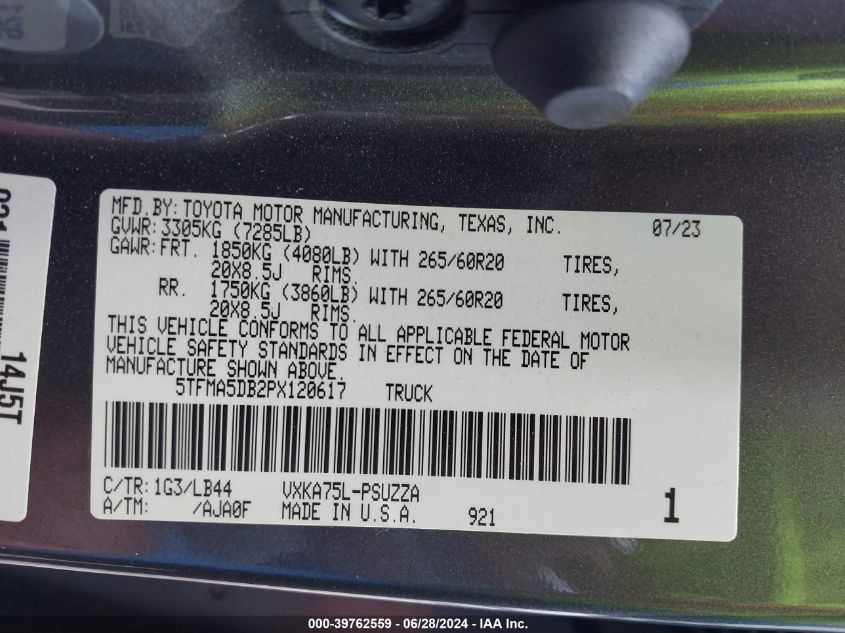 MFD.BY:TOYOTA MOTOR MANUFACTURING, TEXAS, INC. 07/23
GVWR:3305KG (7285LB)
GAWR:FRT. 1850KG (4080LB) WITH 265/60R20 TIRES,
20X8.5J RIMS.
RR. 1750KG (3860LB) WITH 265/60R20 TIRES,
20X8.5J RIMS.
THIS VEHICLE CONFORMS TO ALL APPLICABLE FEDERAL MOTOR
VEHICLE SAFETY STANDARDS IN EFFECT ON THE DATE OF
MANUFACTURE SHOWN ABOVE.
5TFMA5DB2PX120617 TRUCK
C/TR:1G3/LB44 VXKA75L-PSUZZA
A/TM: /AJA0F MADE IN U.S.A. 921 1
14J5T
000-39762559 | 06/28/2024 - IAA Inc.